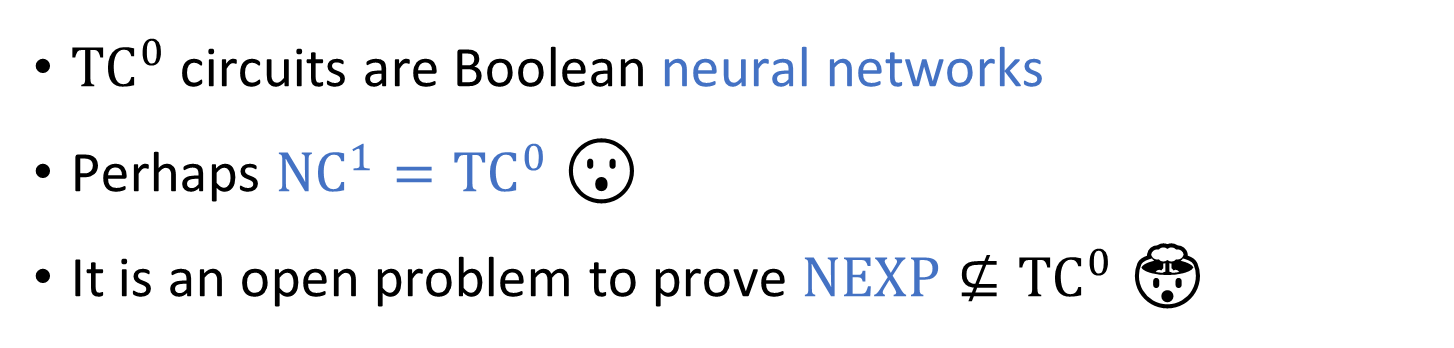 • TC⁰ circuits are Boolean neural networks
• Perhaps NC¹ = TC⁰ 😮
• It is an open problem to prove NEXP ⊈ TC⁰ 🤯